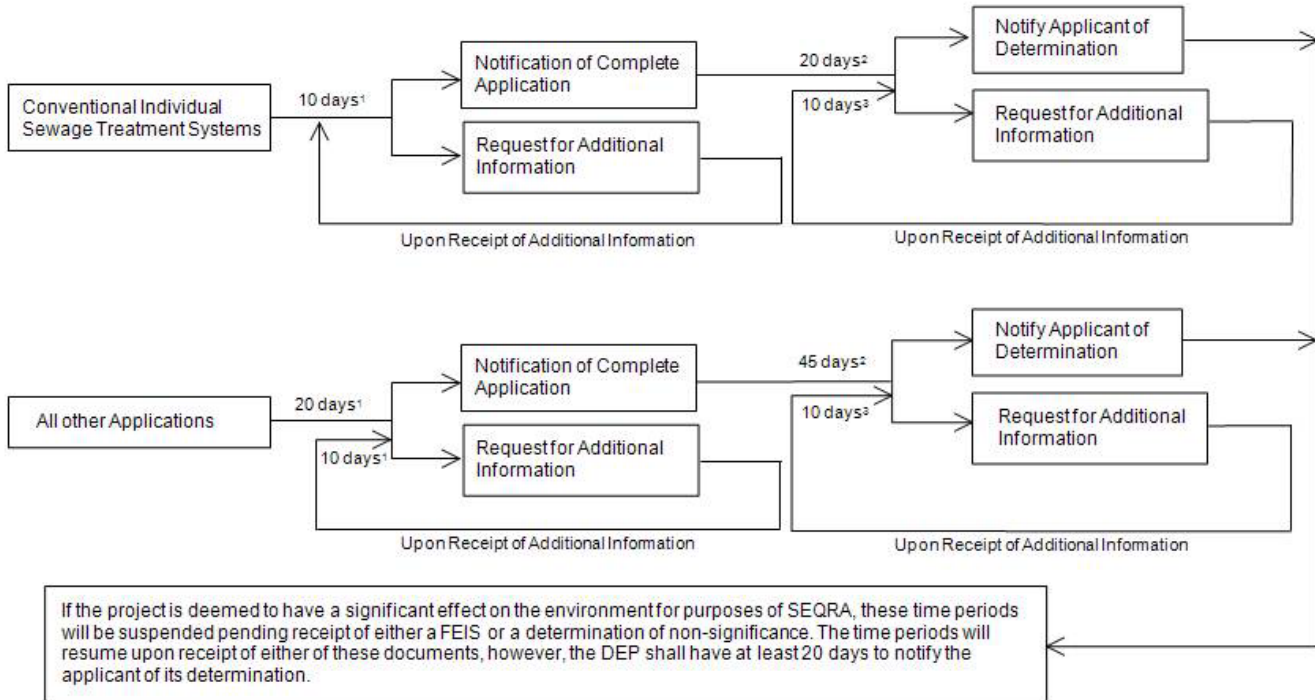 Conventional Individual
Sewage Treatment Systems
10 days¹
Notification of Complete
Application
Request for Additional
Information
Upon Receipt of Additional Information
20 days²
10 days³
Notify Applicant of
Determination
Request for Additional
Information
Upon Receipt of Additional Information
All other Applications
20 days¹
10 days¹
Notification of Complete
Application
Request for Additional
Information
Upon Receipt of Additional Information
45 days²
10 days³
Notify Applicant of
Determination
Request for Additional
Information
Upon Receipt of Additional Information
If the project is deemed to have a significant effect on the environment for purposes of SEQRA, these time periods
will be suspended pending receipt of either a FEIS or a determination of non-significance. The time periods will
resume upon receipt of either of these documents, however, the DEP shall have at least 20 days to notify the
applicant of its determination.